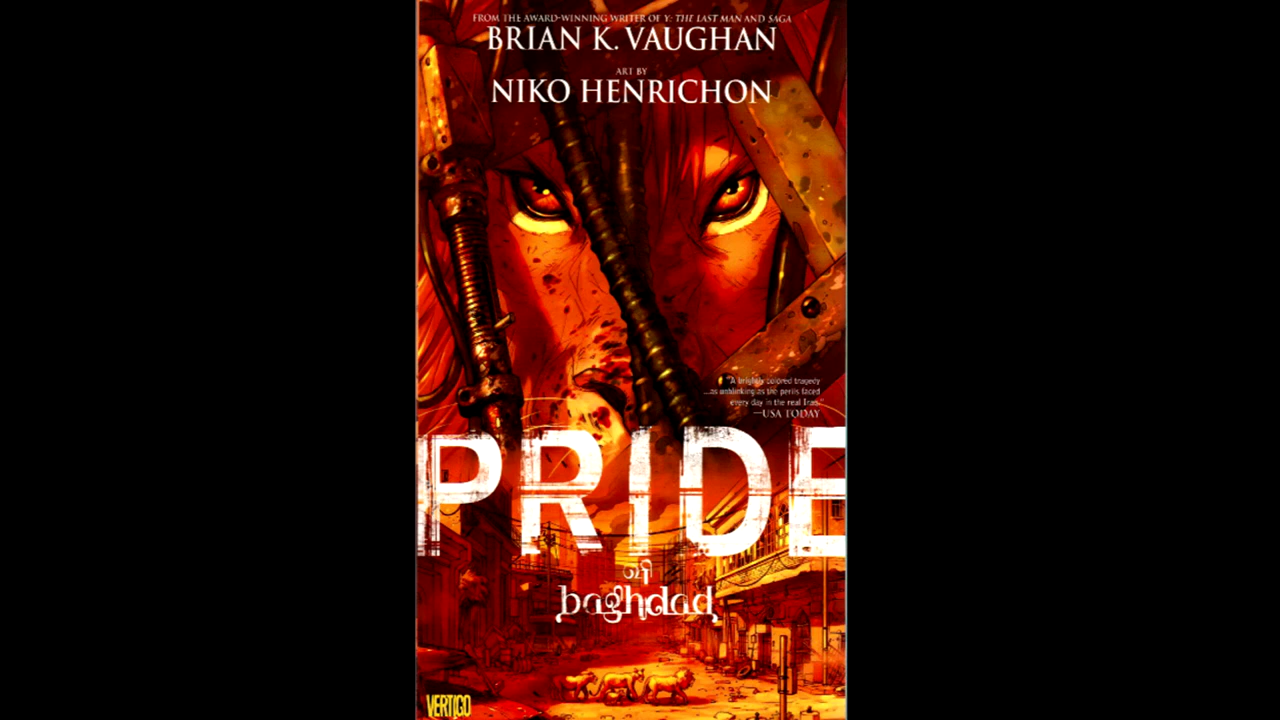 FROM THE AWARD-WINNING WRITER OF Y: THE LAST MAN AND SAGA
BRIAN K. VAUGHAN
ART BY
NIKO HENRICHON
"A brightly colored tragedy
...as unblinking as the perils faced
every day in the real Iraq."
—USA TODAY
PRIDE
of
baghdad
VERTIGO